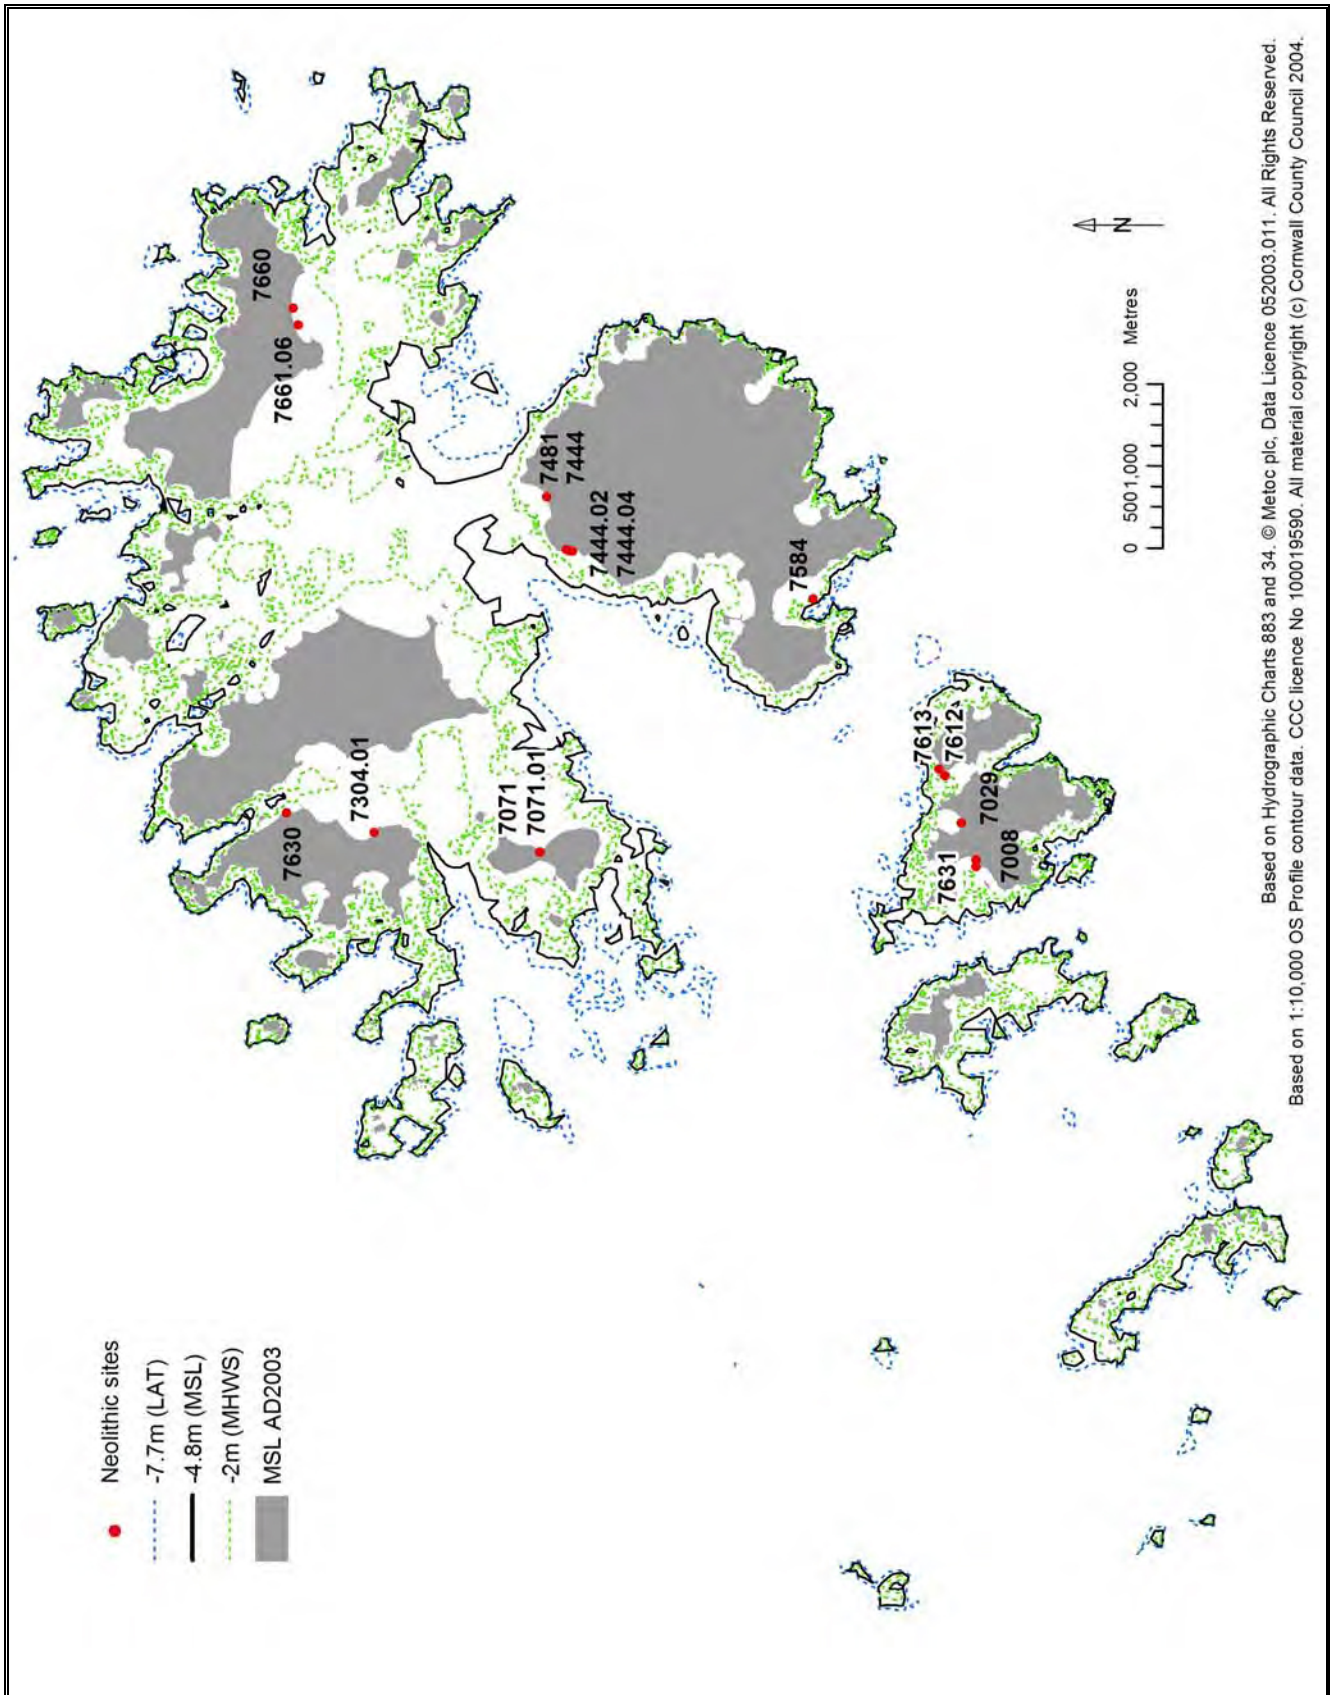 Neolithic sites
-7.7m (LAT)
-4.8m (MSL)
-2m (MHWS)
MSL AD2003
7660
7661.06
7630
7304.01
7071
7071.01
7481
7444
7444.02
7444.04
7584
7613
7612
7029
7631
7008
0 5001,000 2,000 Metres
N
Based on Hydrographic Charts 883 and 34. © Metoc plc, Data Licence 052003.011. All Rights Reserved.
Based on 1:10,000 OS Profile contour data. CCC licence No 100019590. All material copyright (c) Cornwall County Council 2004.